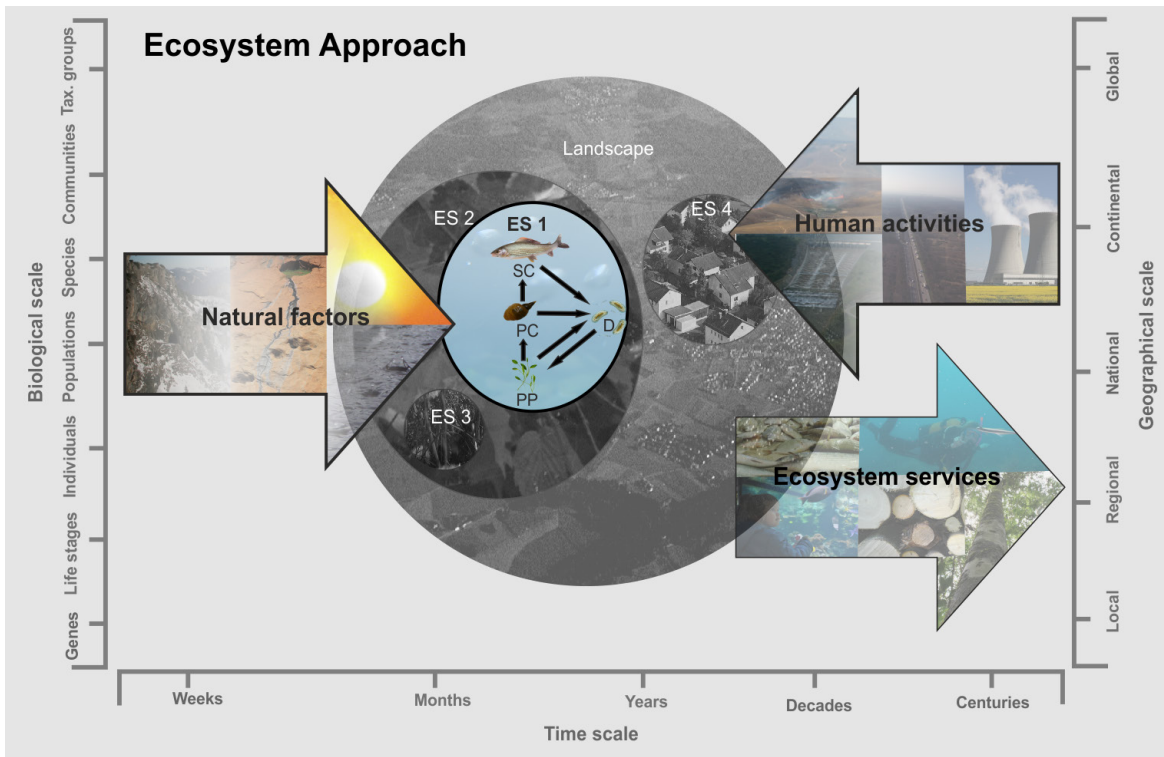 Ecosystem Approach
Biological scale
Tax. groups
Communities
Species
Populations
Individuals
Life stages
Genes
Landscape
ES 2
ES 1
ES 4
SC
PC
D
PP
ES 3
Natural factors
Human activities
Ecosystem services
Global
Continental
National
Regional
Local
Geographical scale
Weeks
Months
Years
Decades
Centuries
Time scale